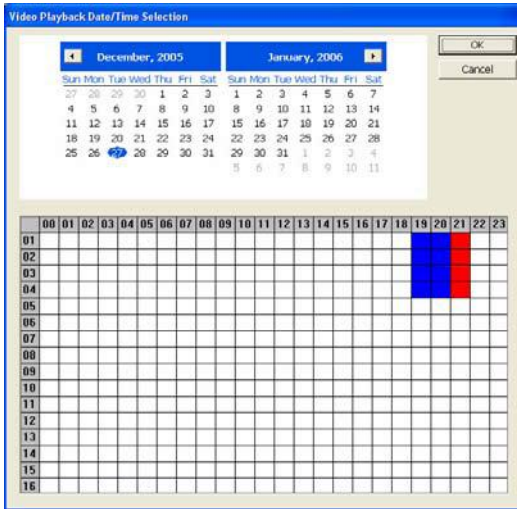 Video Playback Date/Time Selection
December, 2005 January, 2006
Sun Mon Tue Wed Thu Fri Sat Sun Mon Tue Wed Thu Fri Sat
27 28 29 30 1 2 3 1 2 3 4 5 6 7
4 5 6 7 8 9 10 8 9 10 11 12 13 14
11 12 13 14 15 16 17 15 16 17 18 19 20 21
18 19 20 21 22 23 24 22 23 24 25 26 27 28
25 26 27 28 29 30 31 29 30 31 1 2 3 4
5 6 7 8 9 10 11
OK
Cancel
00 01 02 03 04 05 06 07 08 09 10 11 12 13 14 15 16 17 18 19 20 21 22 23
01
02
03
04
05
06
07
08
09
10
11
12
13
14
15
16